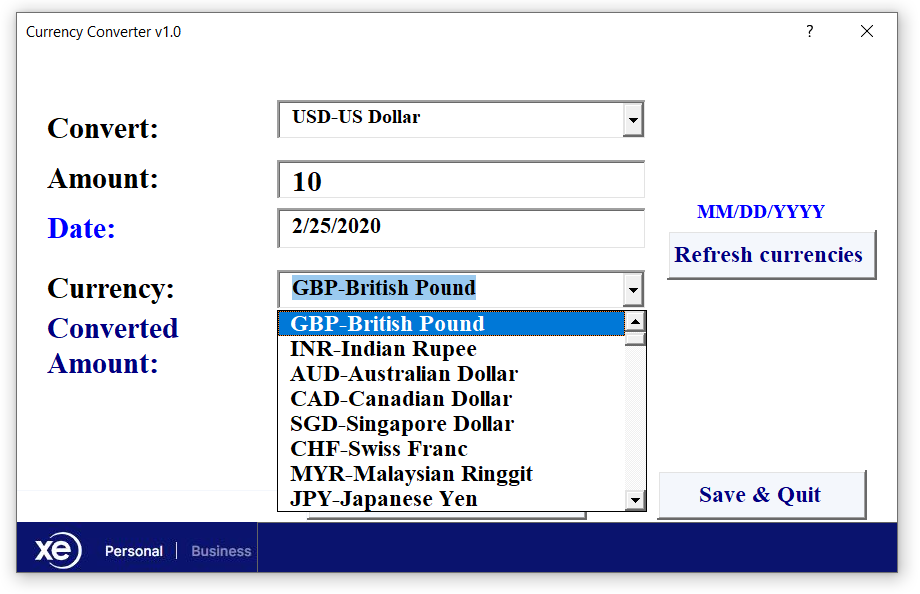 Currency Converter v1.0
?
Convert:
USD-US Dollar
Amount:
10
Date:
2/25/2020
MM/DD/YYYY
Refresh currencies
Currency:
GBP-British Pound
Converted
Amount:
GBP-British Pound
INR-Indian Rupee
AUD-Australian Dollar
CAD-Canadian Dollar
SGD-Singapore Dollar
CHF-Swiss Franc
MYR-Malaysian Ringgit
JPY-Japanese Yen
Save & Quit
xe Personal | Business